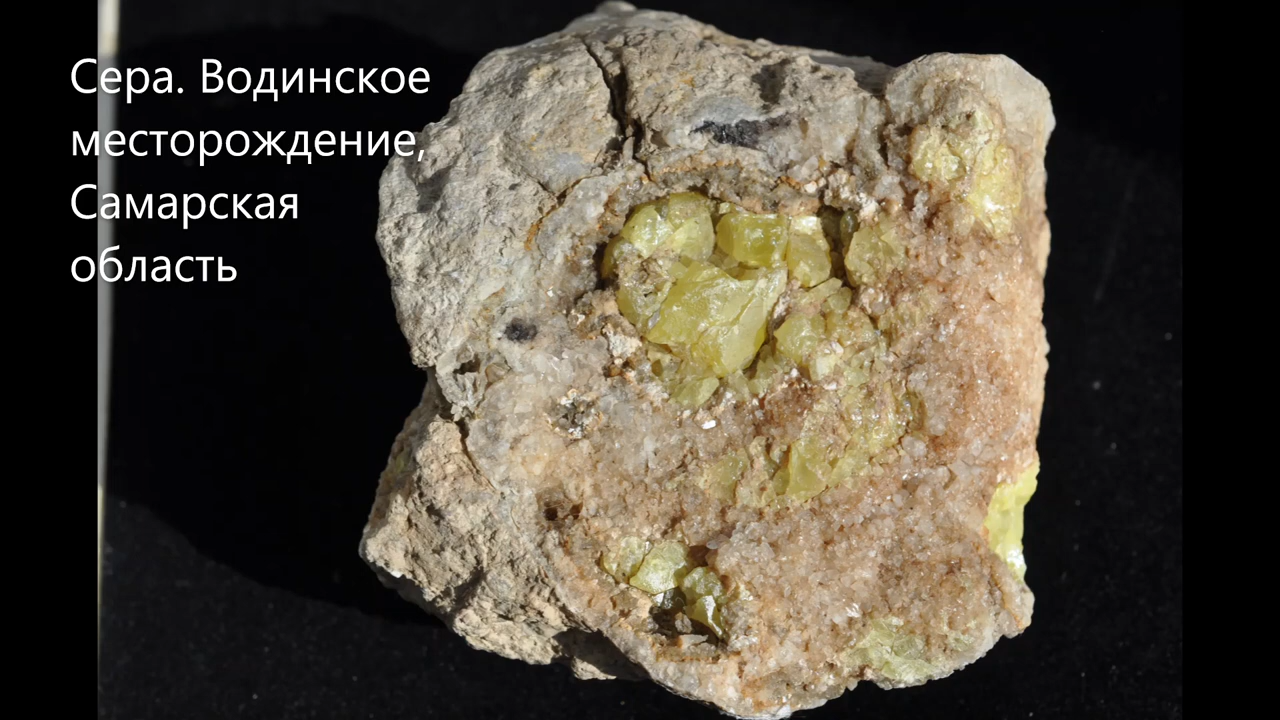 Сера. Водинское
месторождение,
Самарская
область